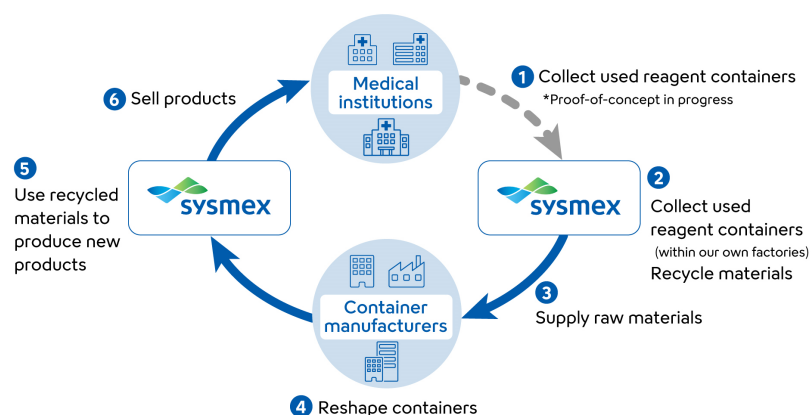 1 Collect used reagent containers
*Proof-of-concept in progress
Medical
institutions
6 Sell products
5
Use recycled
materials to
produce new
products
sysmex
sysmex
2
Collect used
reagent containers
(within our own factories)
Recycle materials
3
Supply raw materials
Container
manufacturers
4 Reshape containers